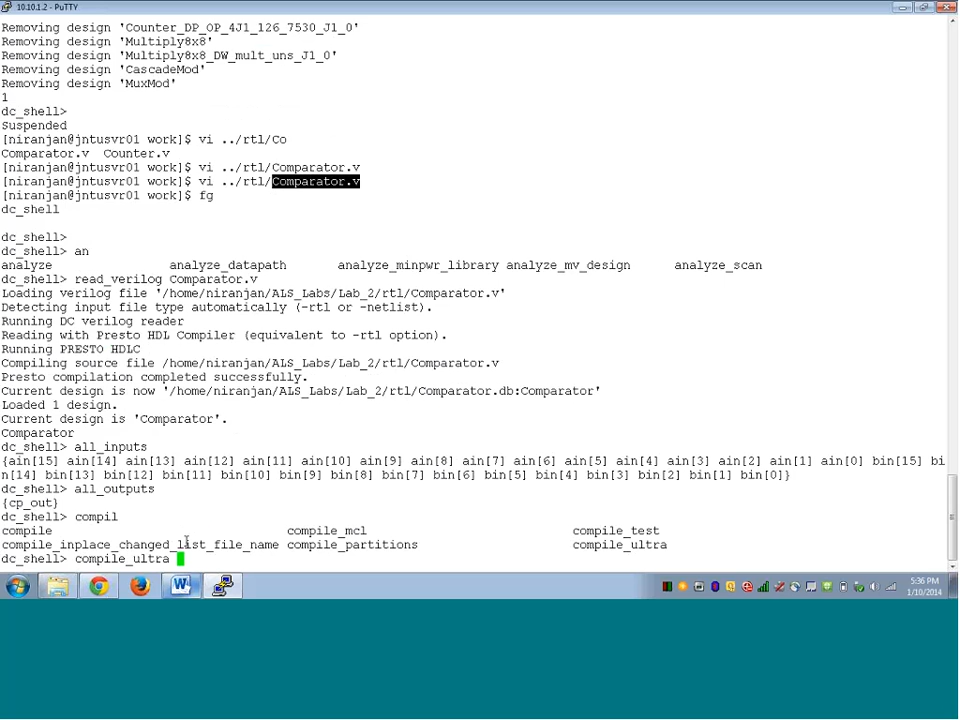 10.10.1.2 - PuTTY
Removing design 'Counter_DP_OP_4J1_126_7530_J1_0'
Removing design 'Multiply8x8'
Removing design 'Multiply8x8_DW_mult_uns_J1_0'
Removing design 'CascadeMod'
Removing design 'MuxMod'
1
dc_shell>
Suspended
[niranjan@jntusvr01 work]$ vi ../rtl/Co
Comparator.v  Counter.v
[niranjan@jntusvr01 work]$ vi ../rtl/Comparator.v
[niranjan@jntusvr01 work]$ vi ../rtl/Comparator.v
[niranjan@jntusvr01 work]$ fg
dc_shell
dc_shell>
dc_shell> an
analyze analyze_datapath analyze_minpwr_library analyze_mv_design analyze_scan
dc_shell> read_verilog Comparator.v
Loading verilog file '/home/niranjan/ALS_Labs/Lab_2/rtl/Comparator.v'
Detecting input file type automatically (-rtl or -netlist).
Running DC verilog reader
Reading with Presto HDL Compiler (equivalent to -rtl option).
Running PRESTO HDLC
Compiling source file /home/niranjan/ALS_Labs/Lab_2/rtl/Comparator.v
Presto compilation completed successfully.
Current design is now '/home/niranjan/ALS_Labs/Lab_2/rtl/Comparator.db:Comparator'
Loaded 1 design.
Current design is 'Comparator'.
Comparator
dc_shell> all_inputs
{ain[15] ain[14] ain[13] ain[12] ain[11] ain[10] ain[9] ain[8] ain[7] ain[6] ain[5] ain[4] ain[3] ain[2] ain[1] ain[0] bin[15] bi
n[14] bin[13] bin[12] bin[11] bin[10] bin[9] bin[8] bin[7] bin[6] bin[5] bin[4] bin[3] bin[2] bin[1] bin[0]}
dc_shell> all_outputs
{cp_out}
dc_shell> compil
compile compile_mcl compile_test
compile_inplace_changed_list_file_name compile_partitions compile_ultra
dc_shell> compile_ultra
5:36 PM
1/10/2014